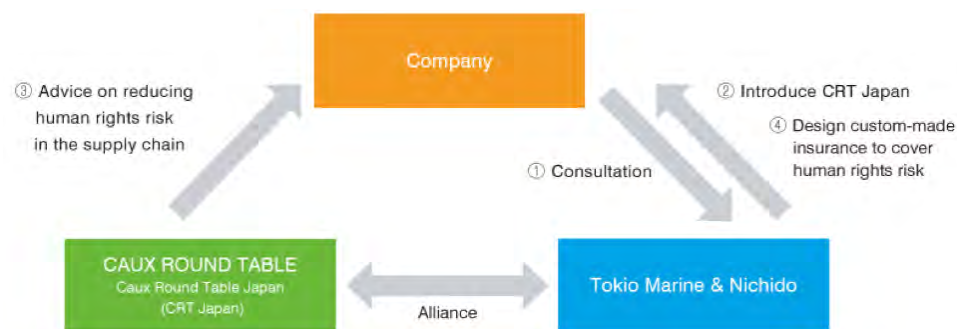 Company
③ Advice on reducing
human rights risk
in the supply chain
② Introduce CRT Japan
④ Design custom-made
insurance to cover
human rights risk
① Consultation
CAUX ROUND TABLE
Caux Round Table Japan
(CRT Japan)
Alliance
Tokio Marine & Nichido